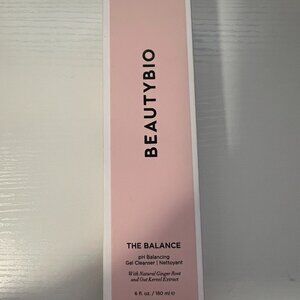 BEAUTYBIO
THE BALANCE
pH Balancing
Gel Cleanser | Nettoyant
With Natural Ginger Root
and Oat Kernel Extract
6 fl. oz. / 180 ml ℮